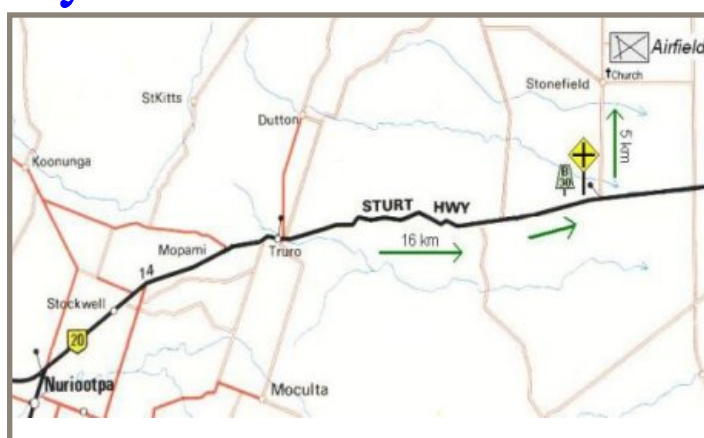 Airfield
Church
Stonefield
StKitts
Dutton
5 km
Koonunga
B
30
STURT HWY
Mopami
Truro
16 km
14
Stockwell
20
Nuriootpa
Moculta